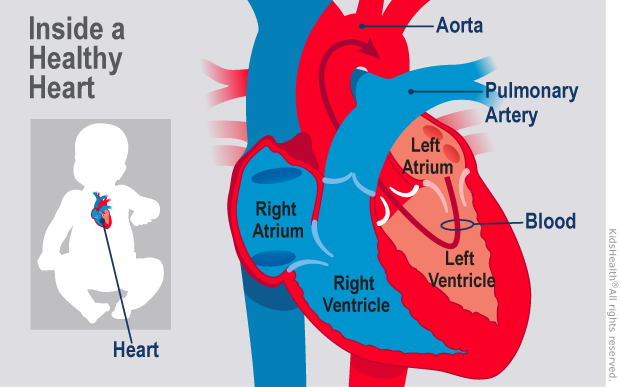 Inside a
Healthy
Heart
Aorta
Pulmonary
Artery
Left
Atrium
Right
Atrium
Blood
Left
Ventricle
Right
Ventricle
Heart
KidsHealth® All rights reserved.